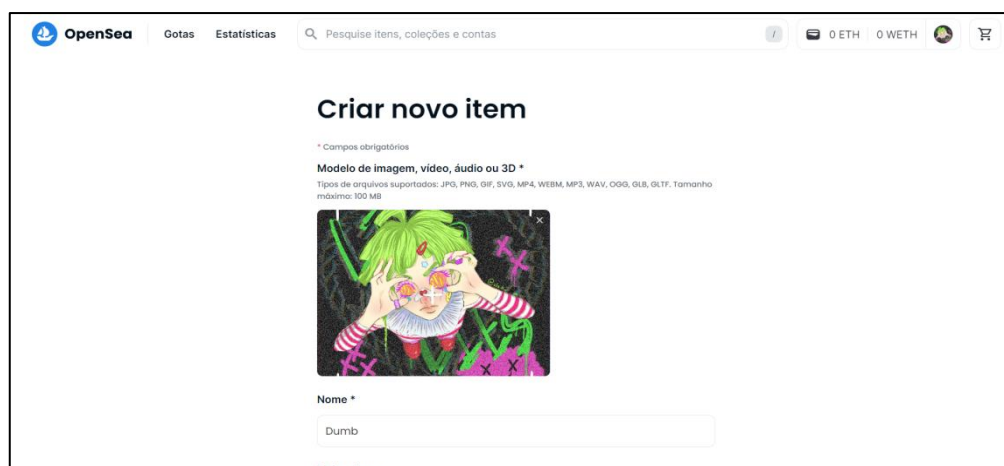 OpenSea Gotas Estatísticas Pesquise itens, coleções e contas / 0 ETH 0 WETH
Criar novo item
* Campos obrigatórios
Modelo de imagem, vídeo, áudio ou 3D *
Tipos de arquivos suportados: JPG, PNG, GIF, SVG, MP4, WEBM, MP3, WAV, OGG, GLB, GLTF. Tamanho
máximo: 100 MB
Nome *
Dumb